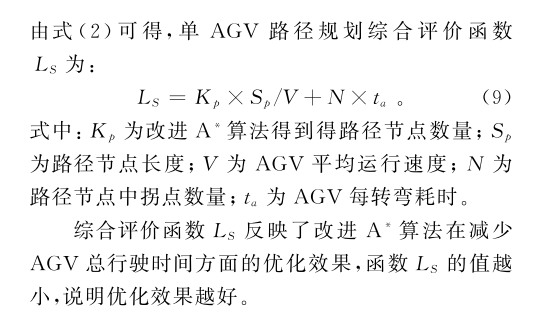 由式(2)可得,单 AGV 路径规划综合评价函数
L_S 为:
L_S = K_p × S_p/V + N × t_a 。 (9)
式中: K_p 为改进 A* 算法得到得路径节点数量; S_p
为路径节点长度; V 为 AGV 平均运行速度; N 为
路径节点中拐点数量; t_a 为 AGV 每转弯耗时。
综合评价函数 L_S 反映了改进 A* 算法在减少
AGV 总行驶时间方面的优化效果,函数 L_S 的值越
小,说明优化效果越好。